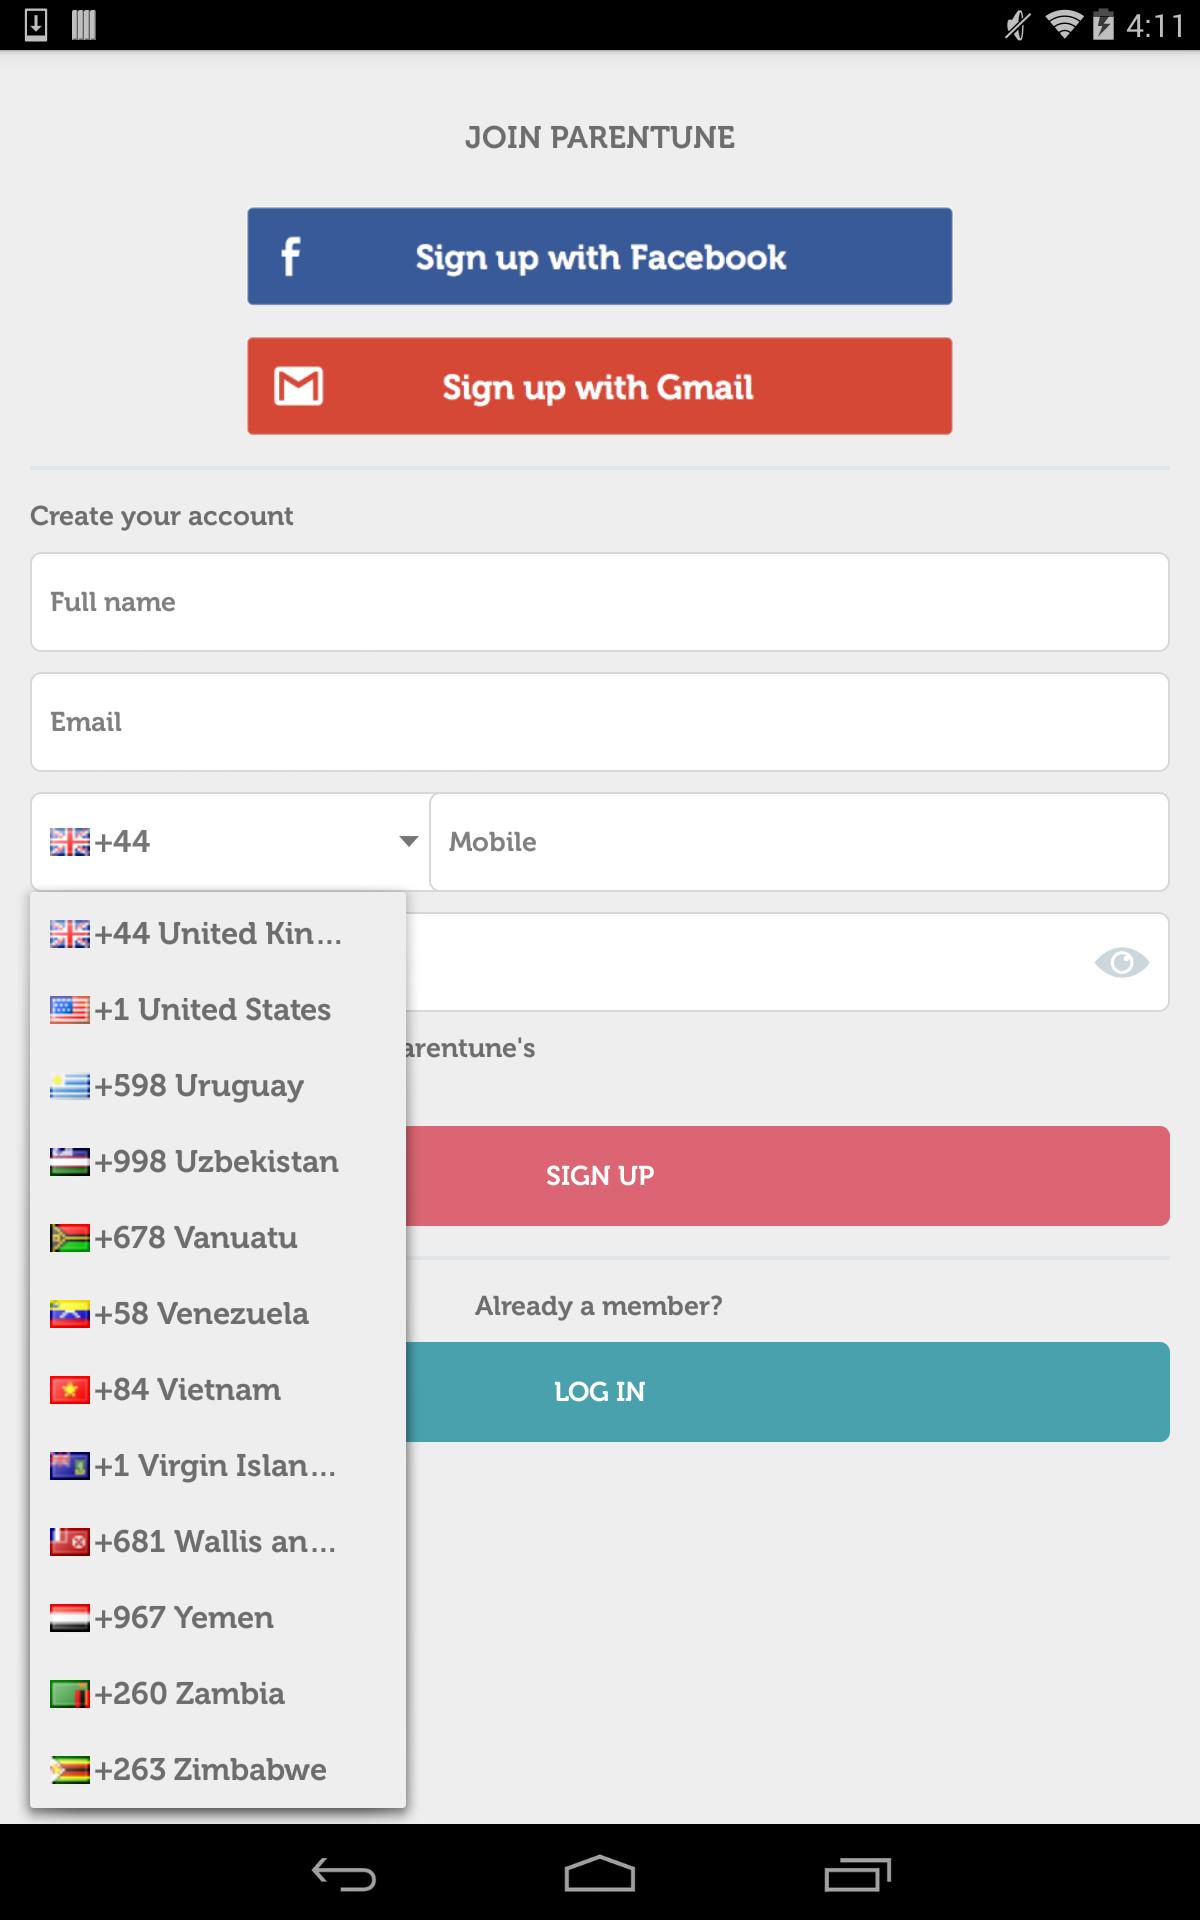 4:11
JOIN PARENTUNE
f Sign up with Facebook
Sign up with Gmail
Create your account
Full name
Email
+44
Mobile
+44 United Kin...
+1 United States
arentune's
+598 Uruguay
+998 Uzbekistan
SIGN UP
+678 Vanuatu
+58 Venezuela
Already a member?
+84 Vietnam
LOG IN
+1 Virgin Islan...
+681 Wallis an...
+967 Yemen
+260 Zambia
+263 Zimbabwe